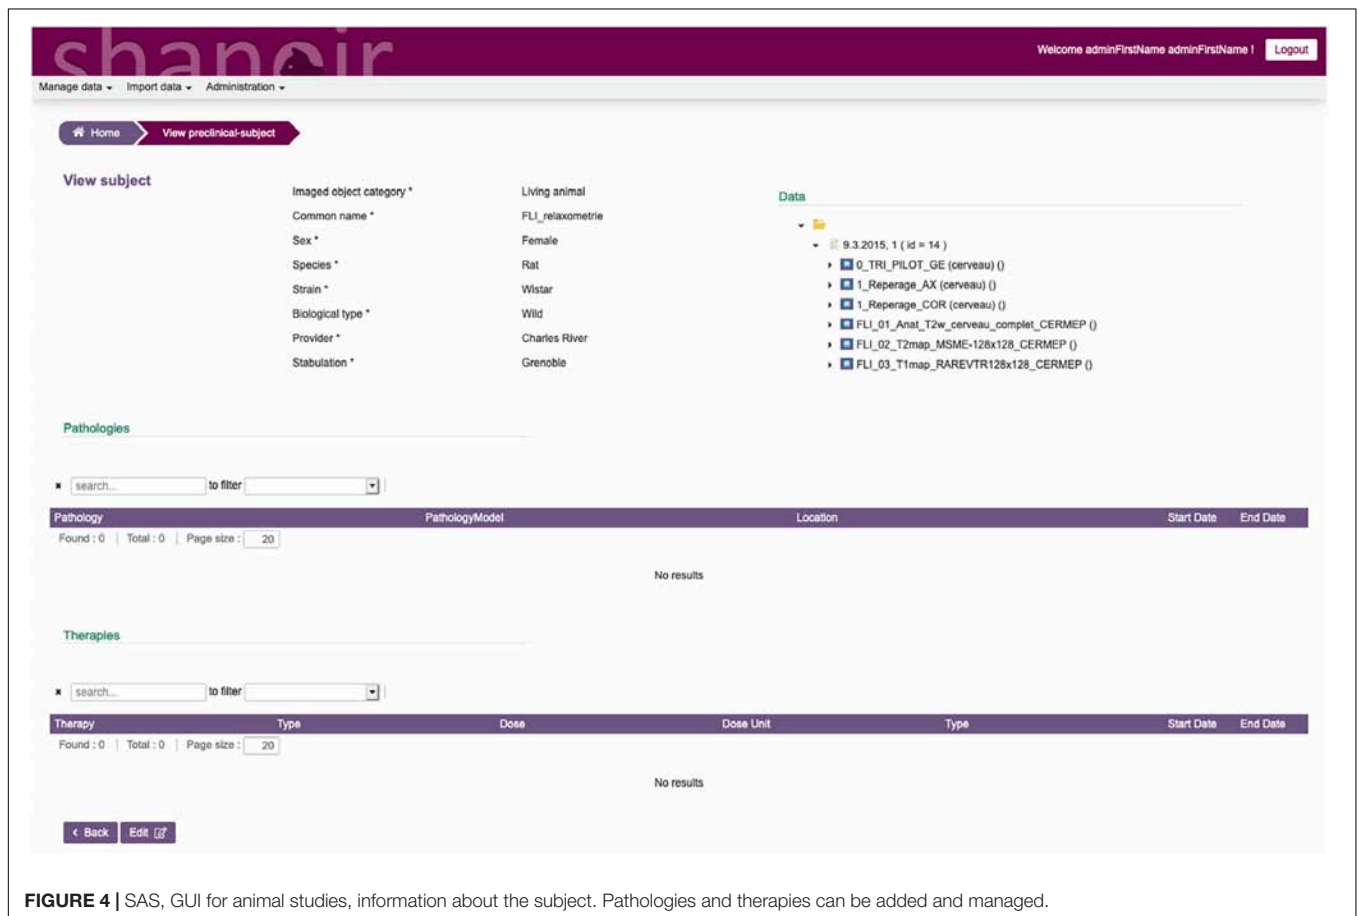 shanoir
Welcome adminFirstName adminFirstName ! Logout
Manage data Import data Administration
Home View preclinical-subject
View subject
Imaged object category * Living animal
Common name * FLI_relaxometrie
Sex * Female
Species * Rat
Strain * Wistar
Biological type * Wild
Provider * Charles River
Stabulation * Grenoble
Data
9.3.2015, 1 ( id = 14 )
0_TRI_PILOT_GE (cerveau) ()
1_Reperage_AX (cerveau) ()
1_Reperage_COR (cerveau) ()
FLI_01_Anat_T2w_cerveau_complet_CERMEP ()
FLI_02_T2map_MSME-128x128_CERMEP ()
FLI_03_T1map_RAREVTR128x128_CERMEP ()
Pathologies
search... to filter
Pathology PathologyModel Location Start Date End Date
Found : 0 | Total : 0 | Page size : 20
No results
Therapies
search... to filter
Therapy Type Dose Dose Unit Type Start Date End Date
Found : 0 | Total : 0 | Page size : 20
No results
< Back Edit
FIGURE 4 | SAS, GUI for animal studies, information about the subject. Pathologies and therapies can be added and managed.